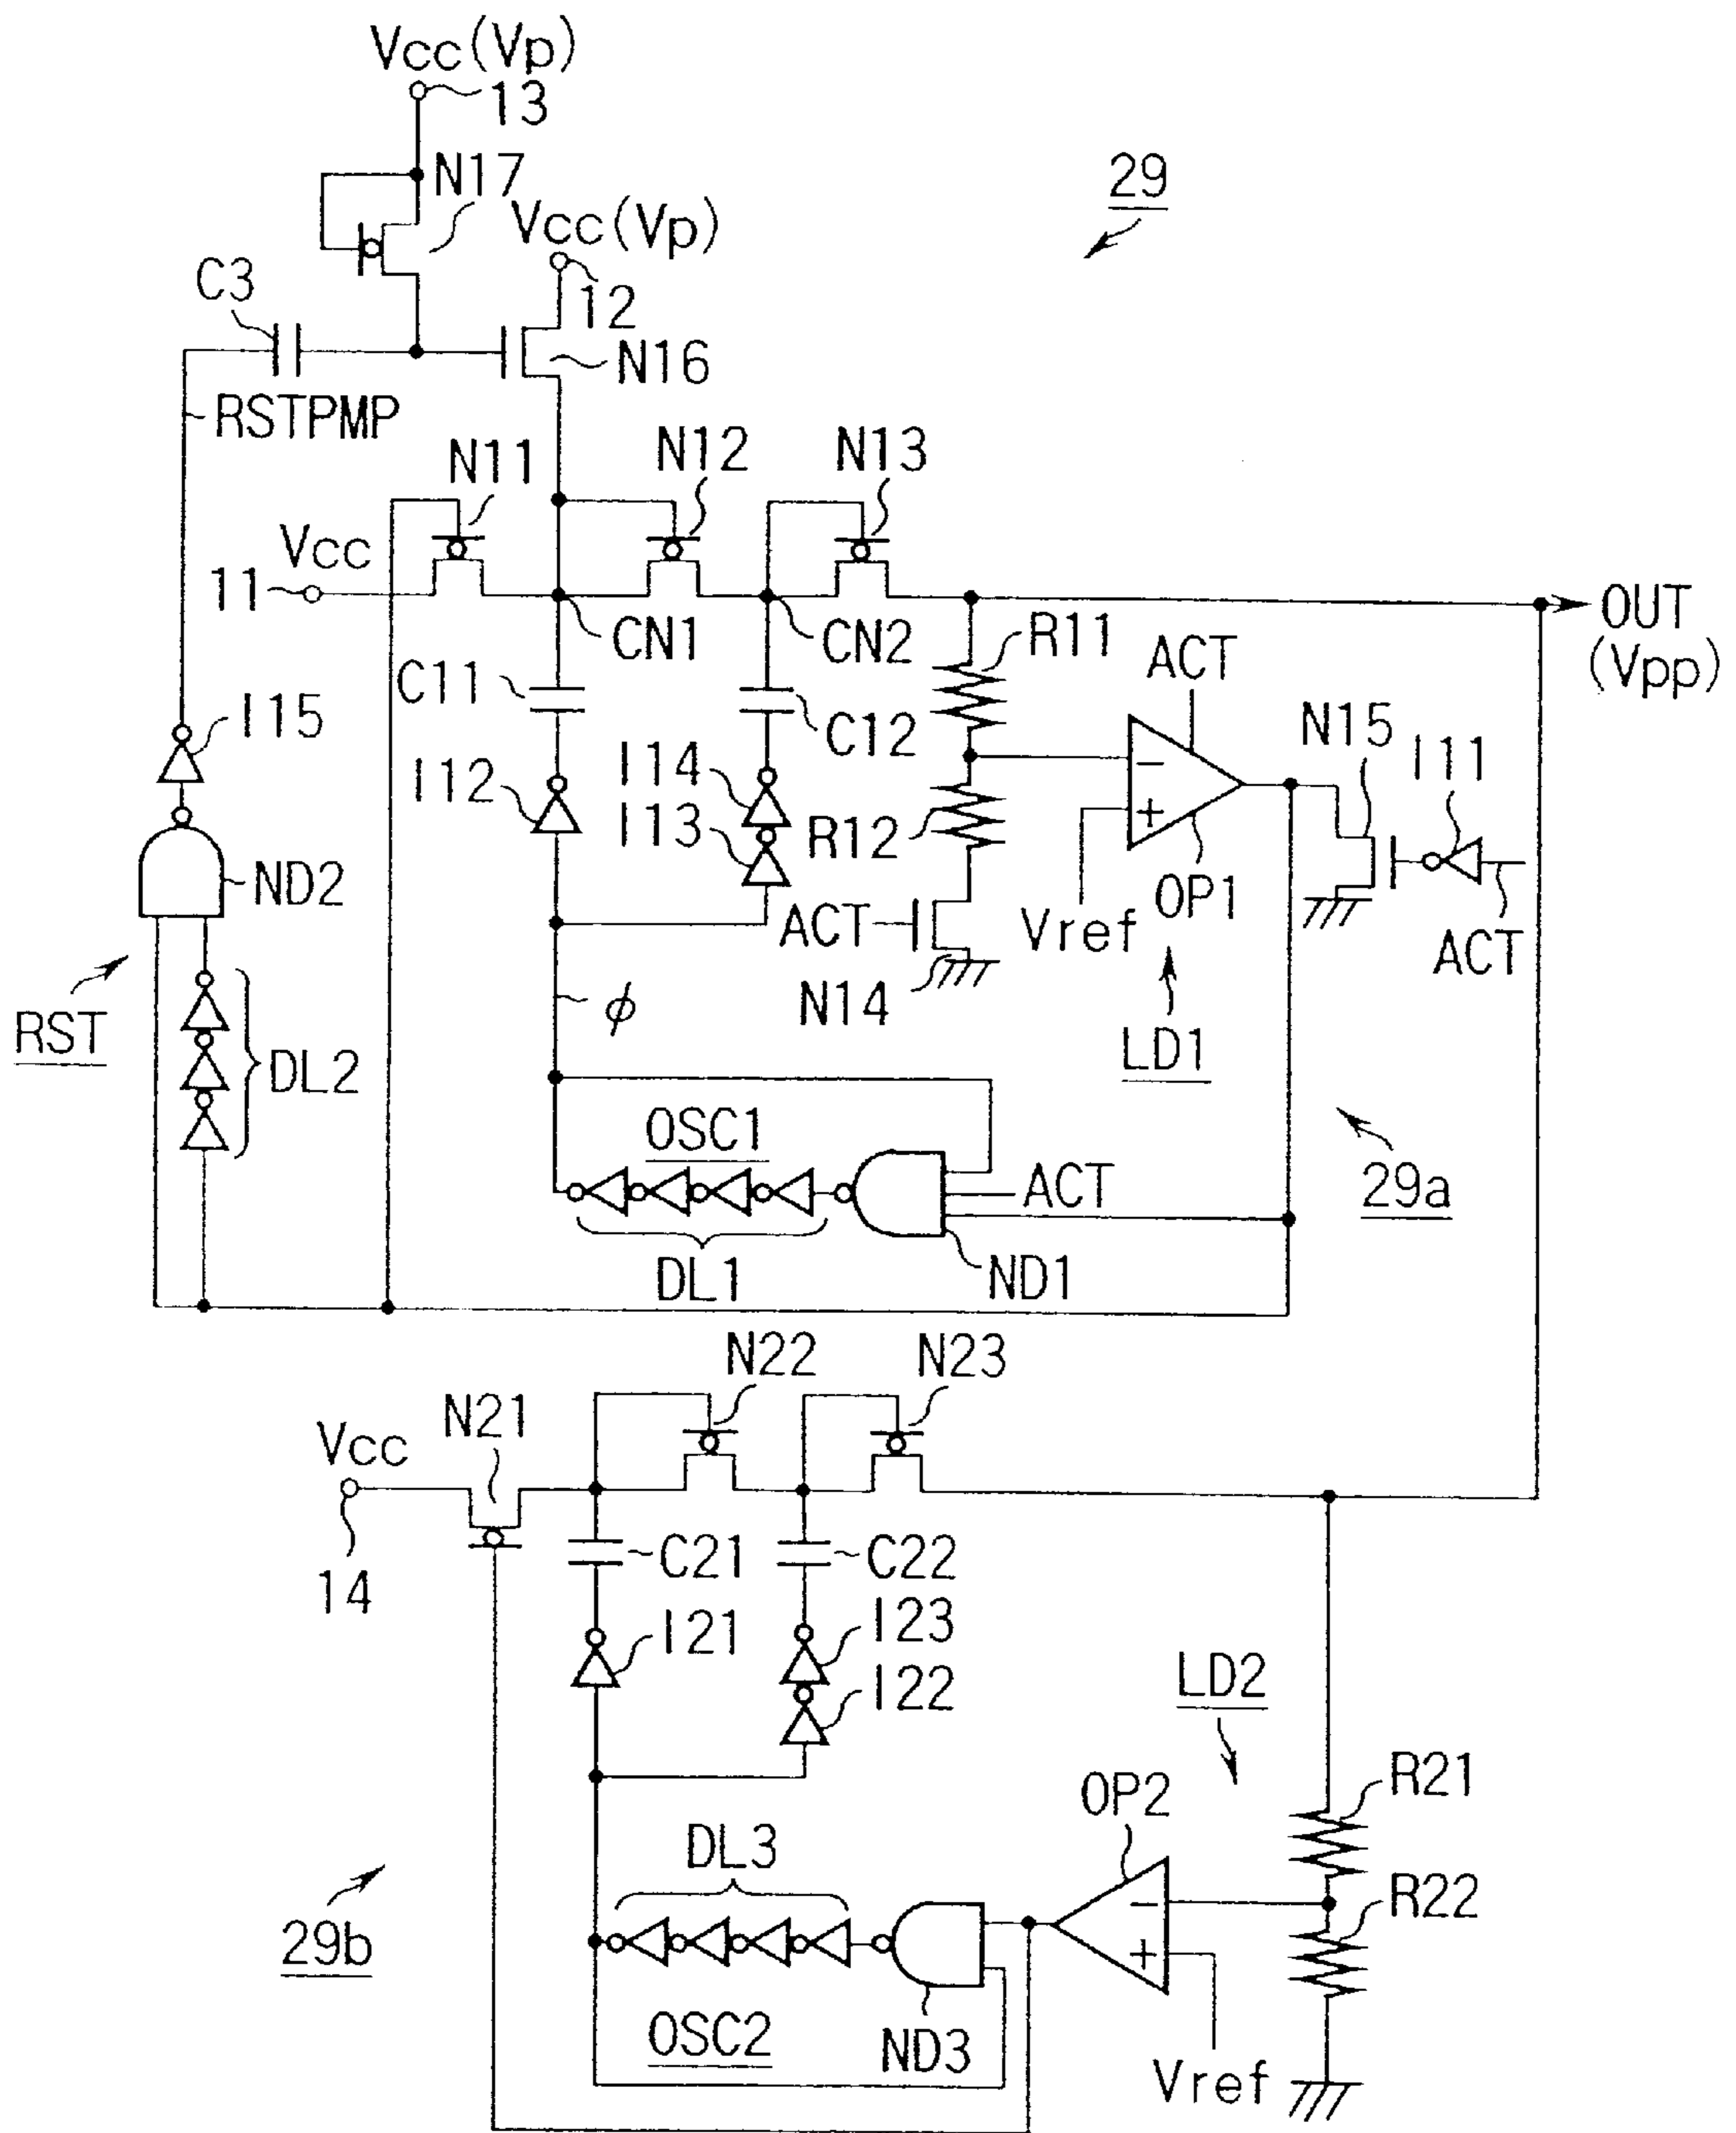 Vcc(Vp)
13
N17
29
Vcc(Vp)
C3
12
N16
RSTPMP
N11
N12
N13
Vcc
11
CN1
CN2
R11
ACT
OUT
(Vpp)
C11
I15
C12
N15
I11
I12
I14
I13
R12
−
+
ND2
OP1
ACT
Vref
ACT
N14
RST
ϕ
DL2
LD1
OSC1
ACT
29a
DL1
ND1
N22
N23
N21
Vcc
C21
C22
14
I21
I23
I22
LD2
OP2
R21
DL3
R22
−
+
29b
OSC2
ND3
Vref